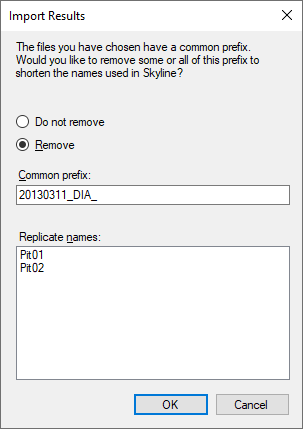 Import Results
The files you have chosen have a common prefix.
Would you like to remove some or all of this prefix to
shorten the names used in Skyline?
Do not remove
Remove
Common prefix:
20130311_DIA_
Replicate names:
Pit01
Pit02
OK
Cancel